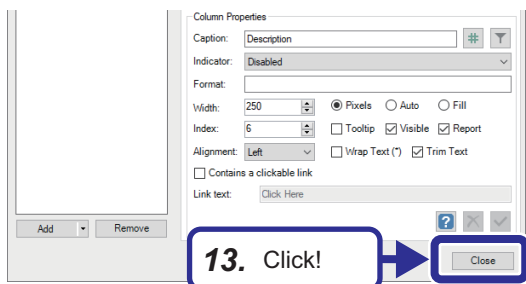 Column Properties
Caption: Description #
Indicator: Disabled
Format:
Width: 250 Pixels Auto Fill
Index: 6 Tooltip Visible Report
Alignment: Left Wrap Text (*) Trim Text
Contains a clickable link
Link text: Click Here
Add Remove ?
13. Click! Close